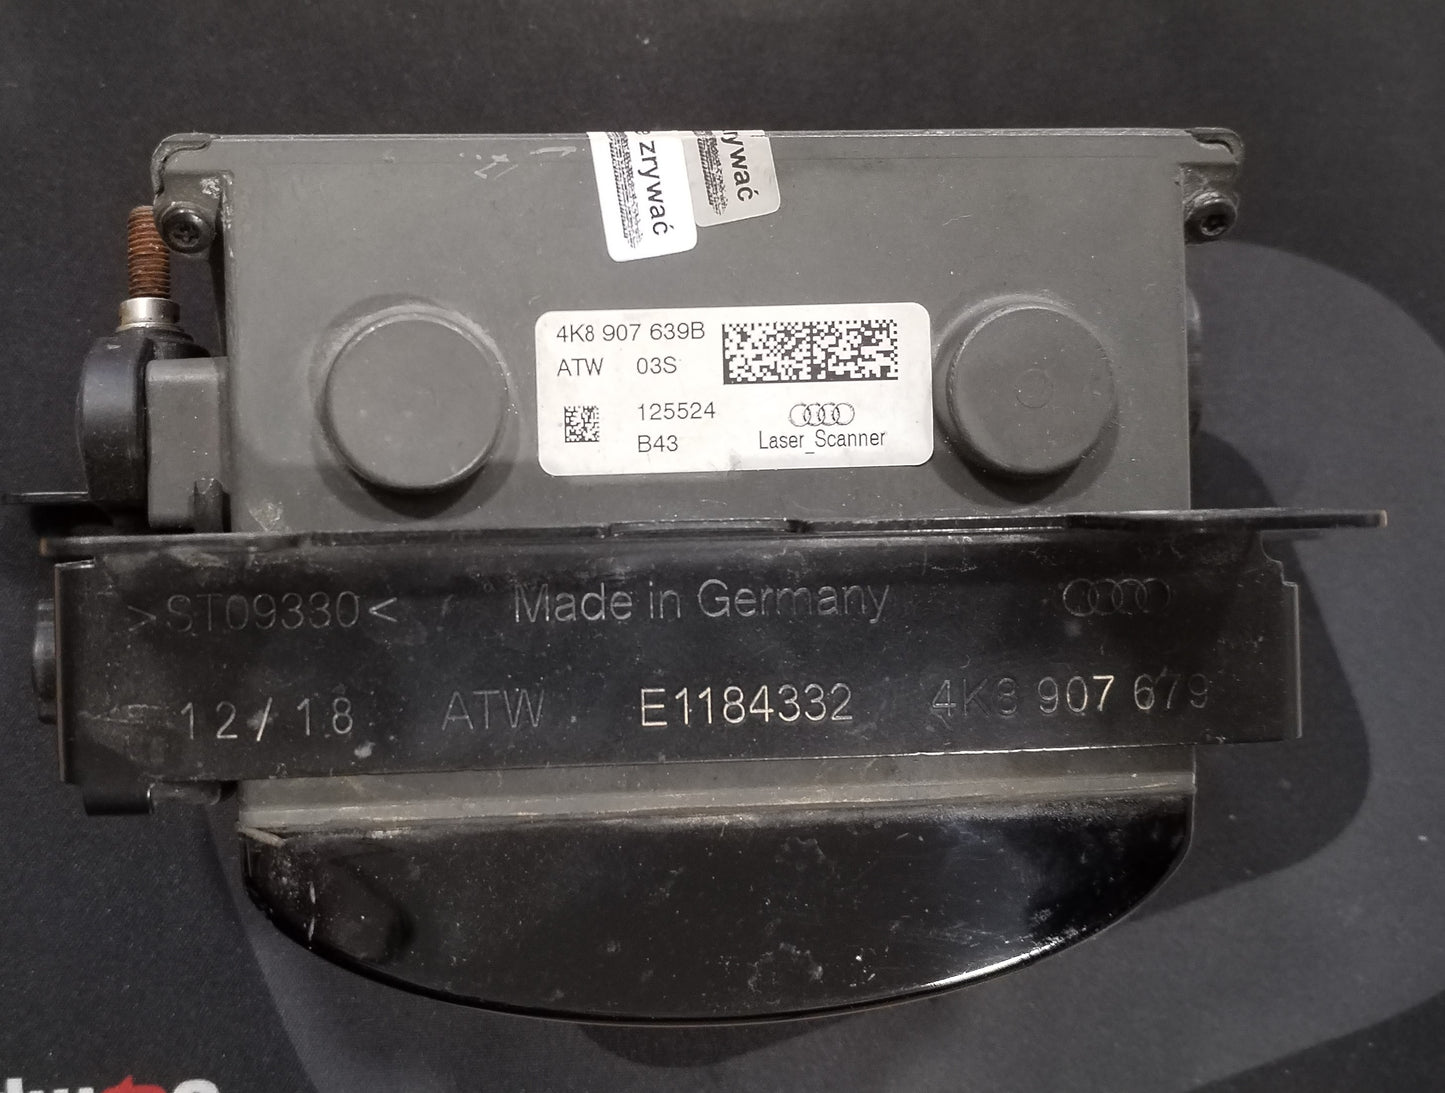 zrywać
rywać
4K8 907 639B
ATW 03S
125524
B43
Laser_Scanner
>ST09330<
Made in Germany
12/18 ATW E1184332 4K8 907 679